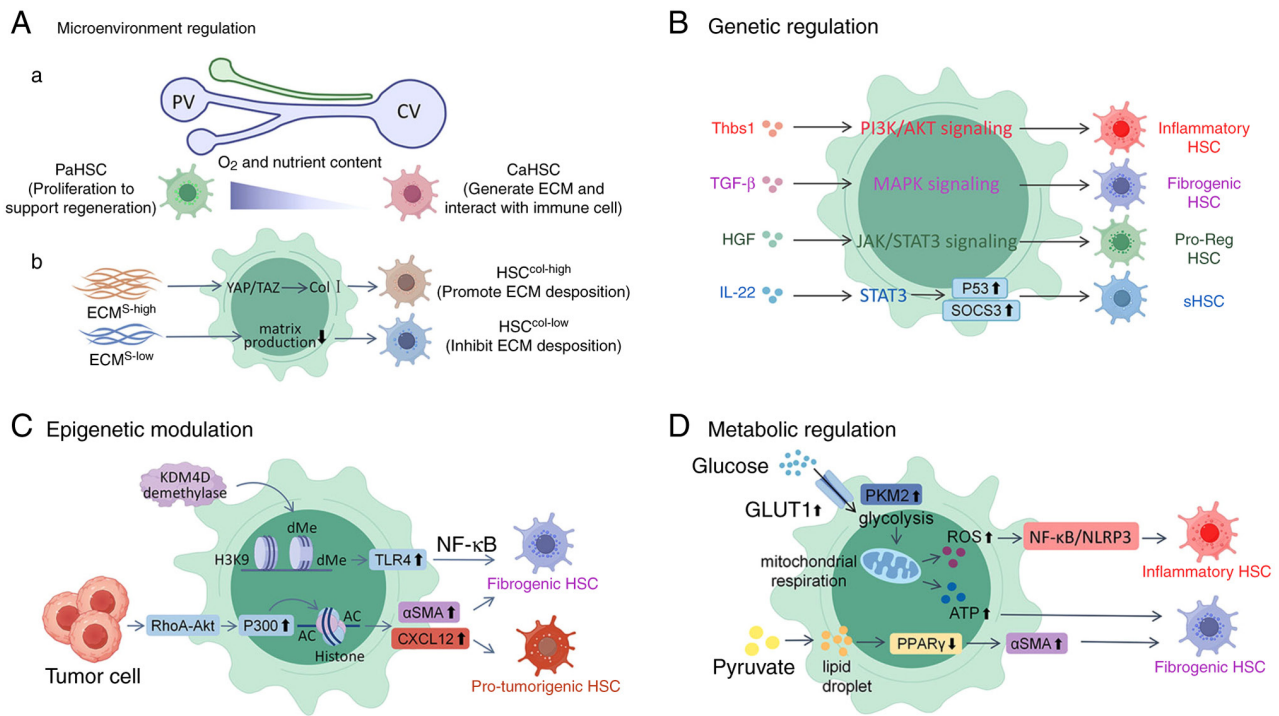 A
Microenvironment regulation
a
PV
CV
O2 and nutrient content
PaHSC
(Proliferation to
support regeneration)
CaHSC
(Generate ECM and
interact with immune cell)
b
ECMS-high
YAP/TAZ
Col I
HSCcol-high
(Promote ECM desposition)
ECMS-low
matrix
production
HSCcol-low
(Inhibit ECM desposition)
B
Genetic regulation
Thbs1
PI3K/AKT signaling
Inflammatory
HSC
TGF-β
MAPK signaling
Fibrogenic
HSC
HGF
JAK/STAT3 signaling
Pro-Reg
HSC
IL-22
STAT3
P53
SOCS3
sHSC
C
Epigenetic modulation
KDM4D
demethylase
dMe
H3K9
dMe
TLR4
NF-κB
Fibrogenic HSC
Tumor cell
RhoA-Akt
P300
AC
AC
Histone
αSMA
CXCL12
Pro-tumorigenic HSC
D
Metabolic regulation
Glucose
GLUT1
PKM2
glycolysis
mitochondrial
respiration
ROS
NF-κB/NLRP3
Inflammatory HSC
ATP
Pyruvate
lipid
droplet
PPARγ
αSMA
Fibrogenic HSC